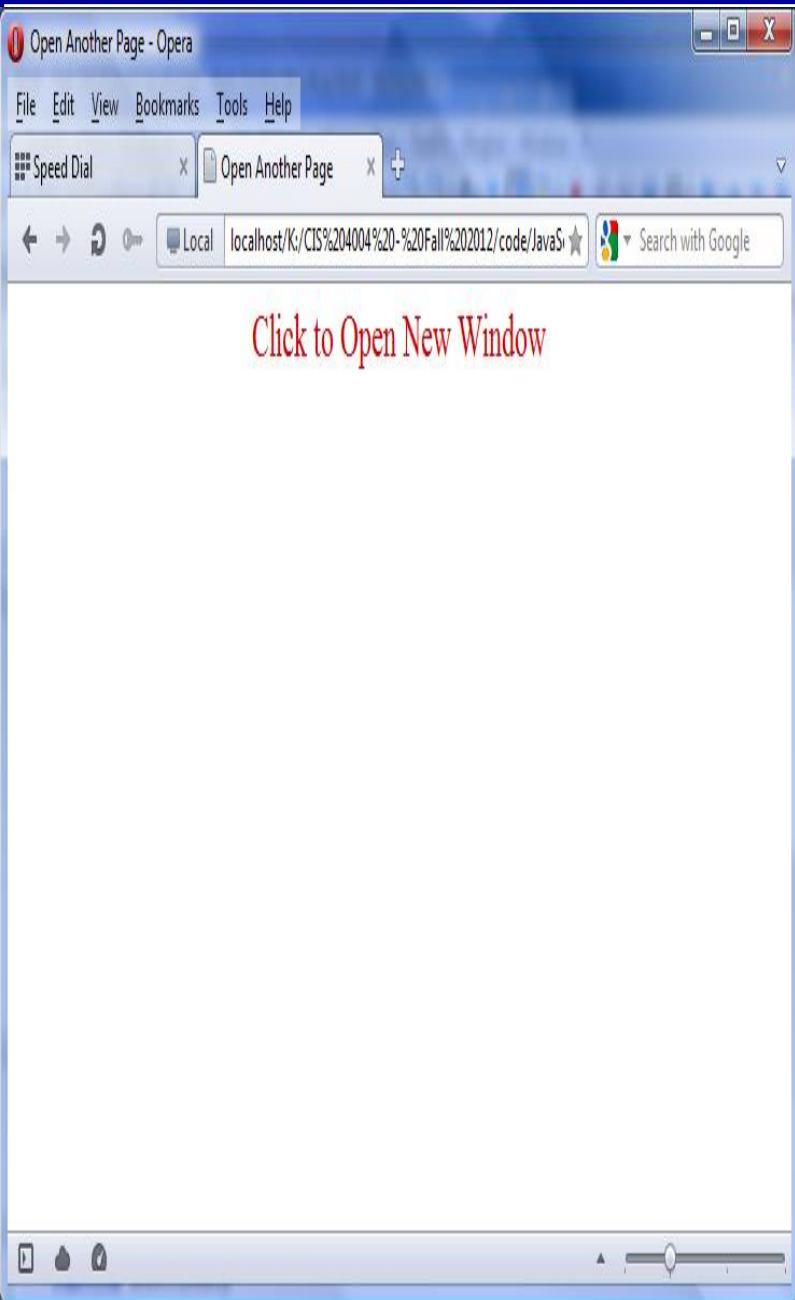 Open Another Page - Opera
File Edit View Bookmarks Tools Help
Speed Dial Open Another Page
Local localhost/K:/CIS%204004%20-%20Fall%202012/code/JavaS Search with Google
Click to Open New Window